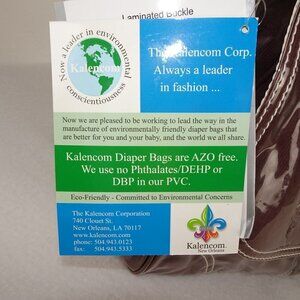 Laminated Buckle
Now a leader in environmental
conscientiousness
Kalencom
The Kalencom Corp.
Always a leader
in fashion ...
Now we are pleased to be working to lead the way in the
manufacture of environmentally friendly diaper bags that are
better for you and your baby, and the world we all share.
Kalencom Diaper Bags are AZO free.
We use no Phthalates/DEHP or
DBP in our PVC.
Eco-Friendly - Committed to Environmental Concerns
The Kalencom Corporation
740 Clouet St.
New Orleans, LA 70117
www.kalencom.com
phone: 504.943.0123
fax: 504.943.5333
Kalencom
New Orleans